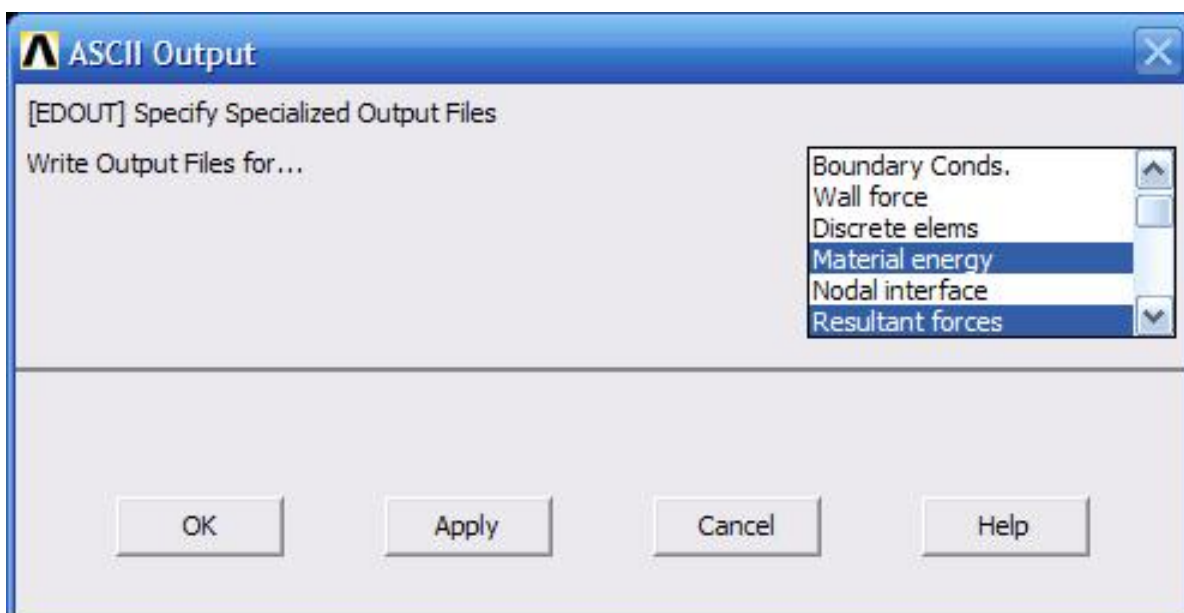 ASCII Output
[EDOUT] Specify Specialized Output Files
Write Output Files for...
Boundary Conds.
Wall force
Discrete elems
Material energy
Nodal interface
Resultant forces
OK Apply Cancel Help